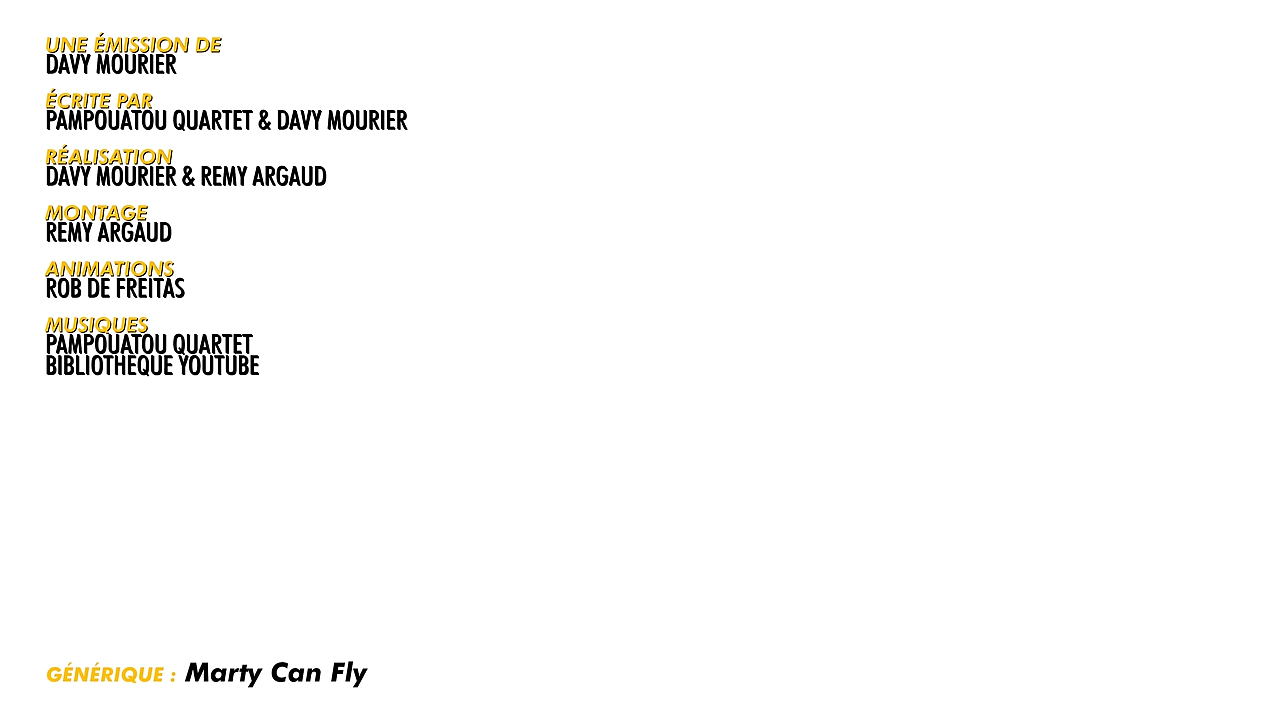 UNE ÉMISSION DE
DAVY MOURIER
ÉCRITE PAR
PAMPOUATOU QUARTET & DAVY MOURIER
RÉALISATION
DAVY MOURIER & REMY ARGAUD
MONTAGE
REMY ARGAUD
ANIMATIONS
ROB DE FREITAS
MUSIQUES
PAMPOUATOU QUARTET
BIBLIOTHÈQUE YOUTUBE
GÉNÉRIQUE : Marty Can Fly